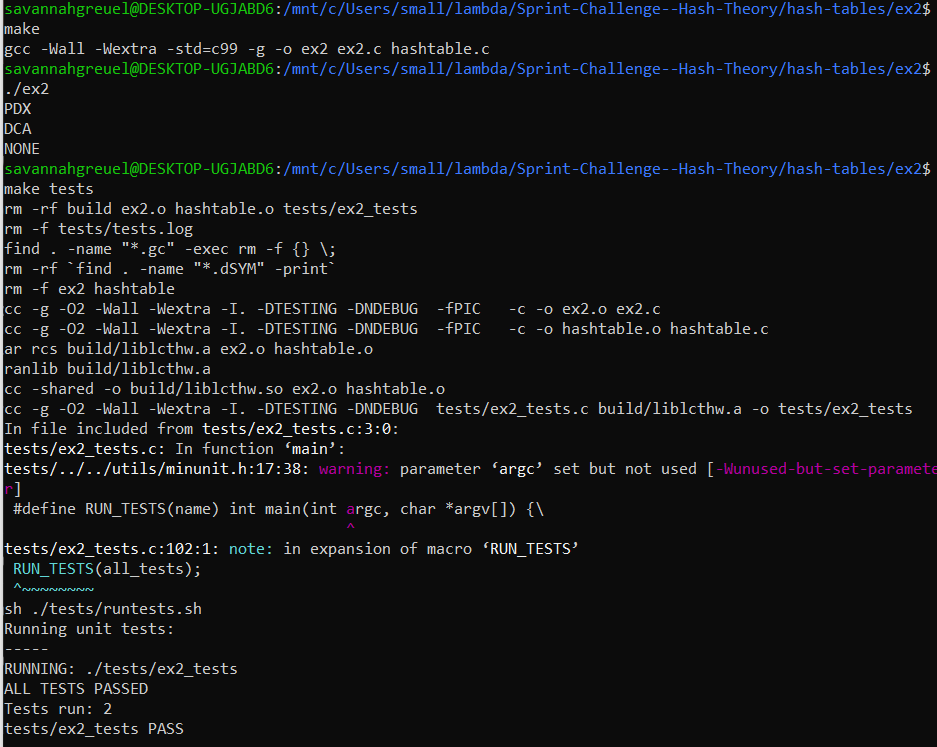 savannahgreuel@DESKTOP-UGJABD6:/mnt/c/Users/small/lambda/Sprint-Challenge--Hash-Theory/hash-tables/ex2$
make
gcc -Wall -Wextra -std=c99 -g -o ex2 ex2.c hashtable.c
savannahgreuel@DESKTOP-UGJABD6:/mnt/c/Users/small/lambda/Sprint-Challenge--Hash-Theory/hash-tables/ex2$
./ex2
PDX
DCA
NONE
savannahgreuel@DESKTOP-UGJABD6:/mnt/c/Users/small/lambda/Sprint-Challenge--Hash-Theory/hash-tables/ex2$
make tests
rm -rf build ex2.o hashtable.o tests/ex2_tests
rm -f tests/tests.log
find . -name "*.gc" -exec rm -f {} \;
rm -rf `find . -name "*.dSYM" -print`
rm -f ex2 hashtable
cc -g -O2 -Wall -Wextra -I. -DTESTING -DNDEBUG  -fPIC   -c -o ex2.o ex2.c
cc -g -O2 -Wall -Wextra -I. -DTESTING -DNDEBUG  -fPIC   -c -o hashtable.o hashtable.c
ar rcs build/liblcthw.a ex2.o hashtable.o
ranlib build/liblcthw.a
cc -shared -o build/liblcthw.so ex2.o hashtable.o
cc -g -O2 -Wall -Wextra -I. -DTESTING -DNDEBUG  tests/ex2_tests.c build/liblcthw.a -o tests/ex2_tests
In file included from tests/ex2_tests.c:3:0:
tests/ex2_tests.c: In function ‘main’:
tests/../../utils/minunit.h:17:38: warning: parameter ‘argc’ set but not used [-Wunused-but-set-paramete
r]
 #define RUN_TESTS(name) int main(int argc, char *argv[]) {\
                                      ^
tests/ex2_tests.c:102:1: note: in expansion of macro ‘RUN_TESTS’
 RUN_TESTS(all_tests);
 ^~~~~~~~~
sh ./tests/runtests.sh
Running unit tests:
-----
RUNNING: ./tests/ex2_tests
ALL TESTS PASSED
Tests run: 2
tests/ex2_tests PASS